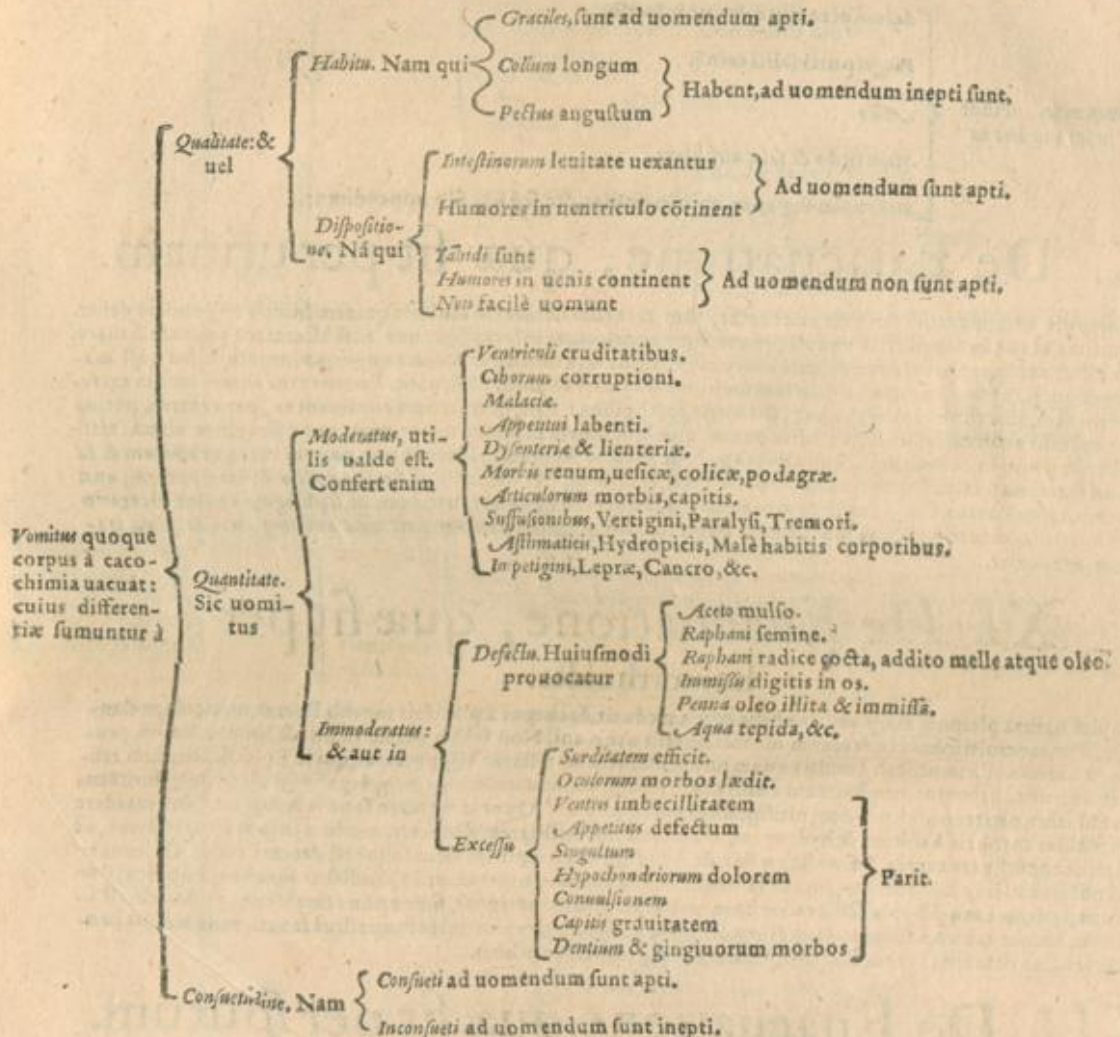 Graciles, ſunt ad uomendum apti.
Habitu. Nam qui
Collum longum
Pectus anguſtum
Habent, ad uomendum inepti ſunt.
Qualitate: &
uel
Inteſtinorum leuitate uexantur
Humores in uentriculo cōtinent
Ad uomendum ſunt apti.
Diſpoſitio-
ne. Nā qui
Tabidi ſunt
Humores in uenis continent
Non facilè uomunt
Ad uomendum non ſunt apti.
Ventriculi cruditatibus.
Ciborum corruptioni.
Malaciæ.
Appetitui labenti.
Dyſenteriæ & lienteriæ.
Morbis renum, ueſicæ, colicæ, podagræ.
Articulorum morbis, capitis.
Suffuſionibus, Vertigini, Paralyſi, Tremori.
Aſthmaticis, Hydropicis, Malè habitis corporibus.
Inpetigini, Lepræ, Cancro, &c.
Moderatus, uti-
lis ualde eſt.
Confert enim
Vomitus quoque
corpus à caco-
chimia uacuat:
cuius differen-
tiæ ſumuntur à
Quantitate.
Sic uomi-
tus
Aceto mulſo.
Raphani ſemine.
Raphani radice cocta, addito melle atque oleo.
Immiſſis digitis in os.
Penna oleo illita & immiſſa.
Aqua tepida, &c.
Defectu. Huiuſmodi
prouocatur
Immoderatus:
& aut in
Surditatem efficit.
Oculorum morbos lædit.
Ventris imbecillitatem
Appetitus defectum
Singultum
Hypochondriorum dolorem
Conuulſionem
Capitis grauitatem
Dentium & gingiuorum morbos
Exceſſu
Parit.
Conſuetudine. Nam
Conſueti ad uomendum ſunt apti.
Inconſueti ad uomendum ſunt inepti.